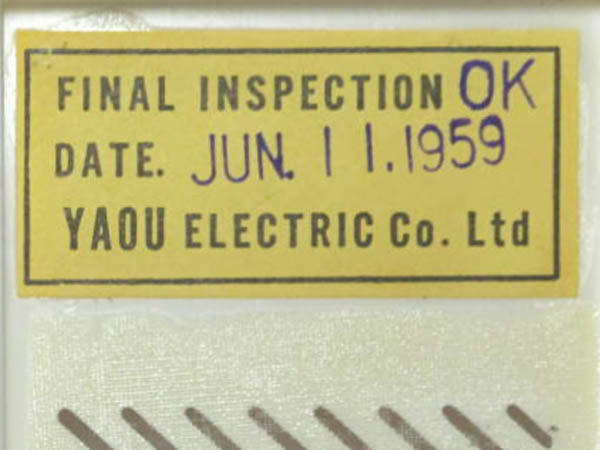 FINAL INSPECTION OK
DATE. JUN. 11.1959
YAOU ELECTRIC Co. Ltd